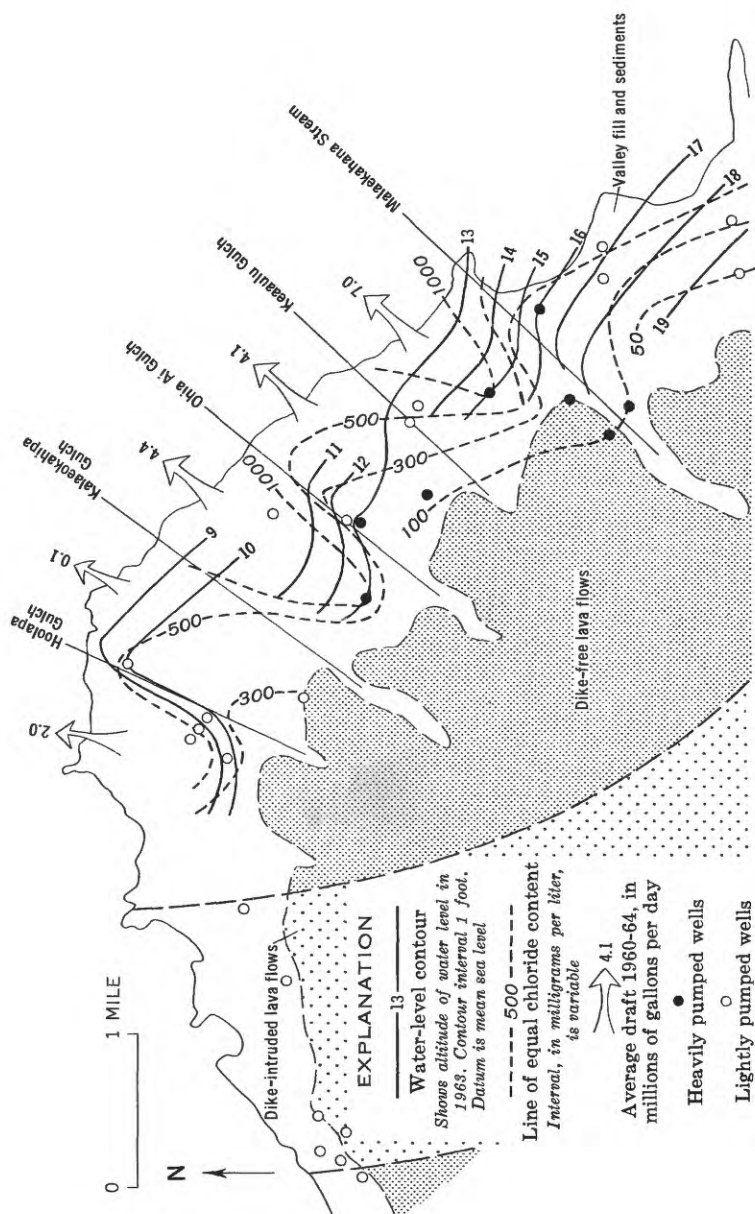 Hoolapa
Gulch
Kalaeokahipa
Gulch
Ohia Ai Gulch
Keaaulu Gulch
Malaekahana Stream
2.0
0.1
4.4
4.1
7.0
9
10
11
12
13
14
15
16
17
18
19
500
300
1000
500
300
100
1000
50
Valley fill and sediments
Dike-free lava flows
Dike-intruded lava flows
N
0
1 MILE
EXPLANATION
13
Water-level contour
Shows altitude of water level in
1963. Contour interval 1 foot.
Datum is mean sea level
500
Line of equal chloride content
Interval, in milligrams per liter,
is variable
4.1
Average draft 1960-64, in
millions of gallons per day
Heavily pumped wells
Lightly pumped wells